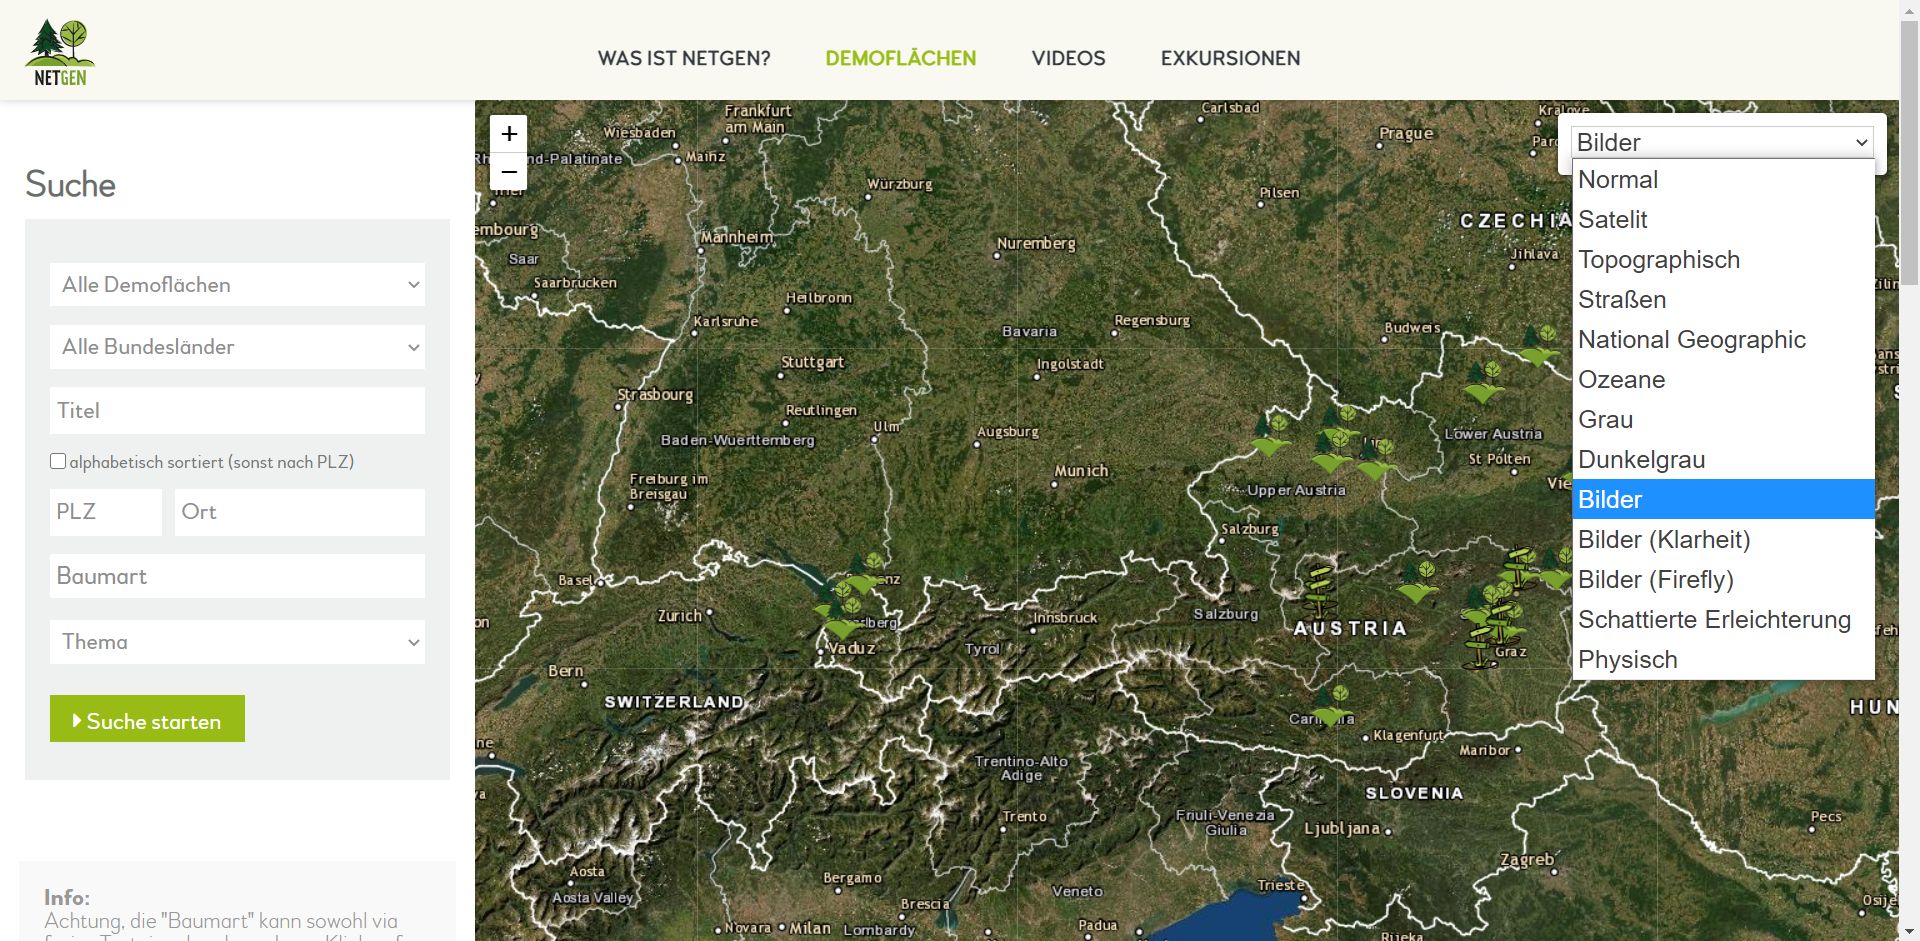 NETGEN
WAS IST NETGEN?
DEMOFLÄCHEN
VIDEOS
EXKURSIONEN
Suche
Alle Demoflächen
Alle Bundesländer
Titel
alphabetisch sortiert (sonst nach PLZ)
PLZ
Ort
Baumart
Thema
Suche starten
Info:
Achtung, die "Baumart" kann sowohl via
+
−
Bilder
Normal
Satelit
Topographisch
Straßen
National Geographic
Ozeane
Grau
Dunkelgrau
Bilder
Bilder (Klarheit)
Bilder (Firefly)
Schattierte Erleichterung
Physisch
Frankfurt
am Main
Wiesbaden
Mainz
Carlsbad
Prague
Würzburg
Pilsen
CZECHIA
Mannheim
Nuremberg
Jihlava
Saar
Saarbrucken
Heilbronn
Karlsruhe
Bavaria
Regensburg
Budweis
Stuttgart
Ingolstadt
Strasbourg
Reutlingen
Ulm
Augsburg
Baden-Wuerttemberg
Lower Austria
St Pölten
Munich
Freiburg im
Breisgau
Upper Austria
Salzburg
Basel
Zurich
Innsbruck
Salzburg
AUSTRIA
Vaduz
Tyrol
Graz
Bern
SWITZERLAND
Klagenfurt
Maribor
HUN
Trentino-Alto
Adige
SLOVENIA
Trento
Friuli-Venezia
Giulia
Ljubljana
Pecs
Zagreb
Aosta
Aosta Valley
Bergamo
Brescia
Veneto
Trieste
Novara
Milan
Lombardy
Padua
Rijeka